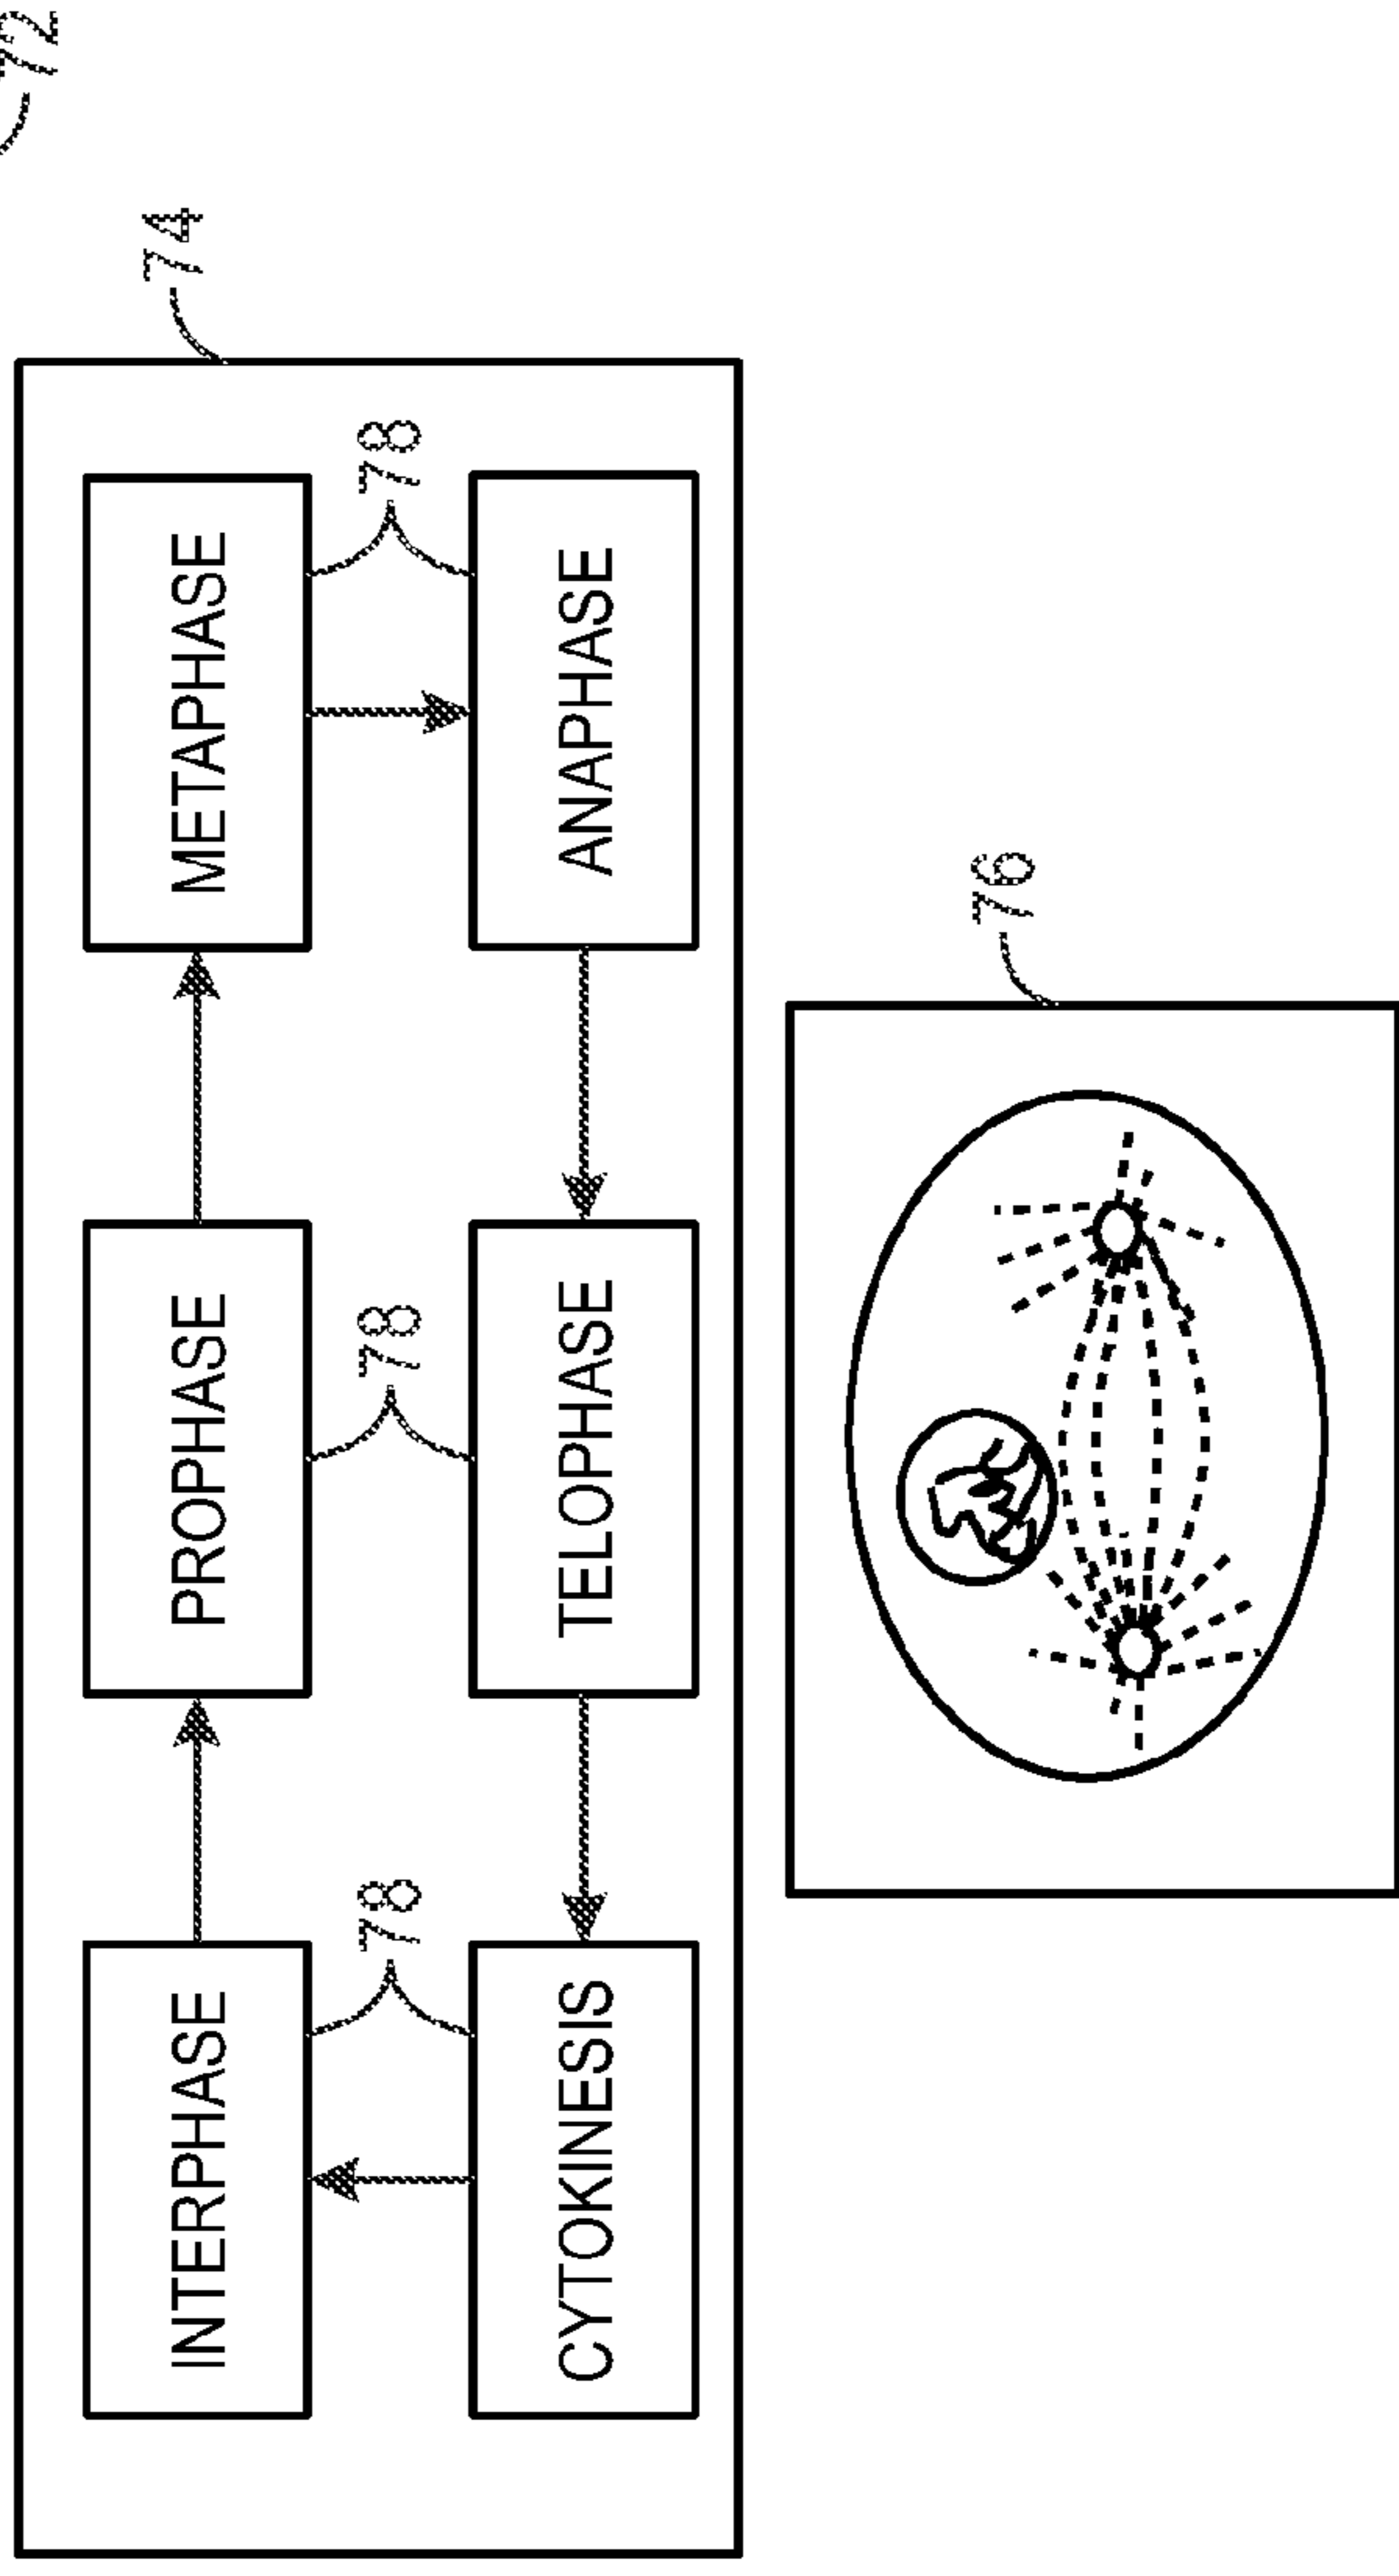 72
74
INTERPHASE PROPHASE METAPHASE
78 78 78
CYTOKINESIS TELOPHASE ANAPHASE
76